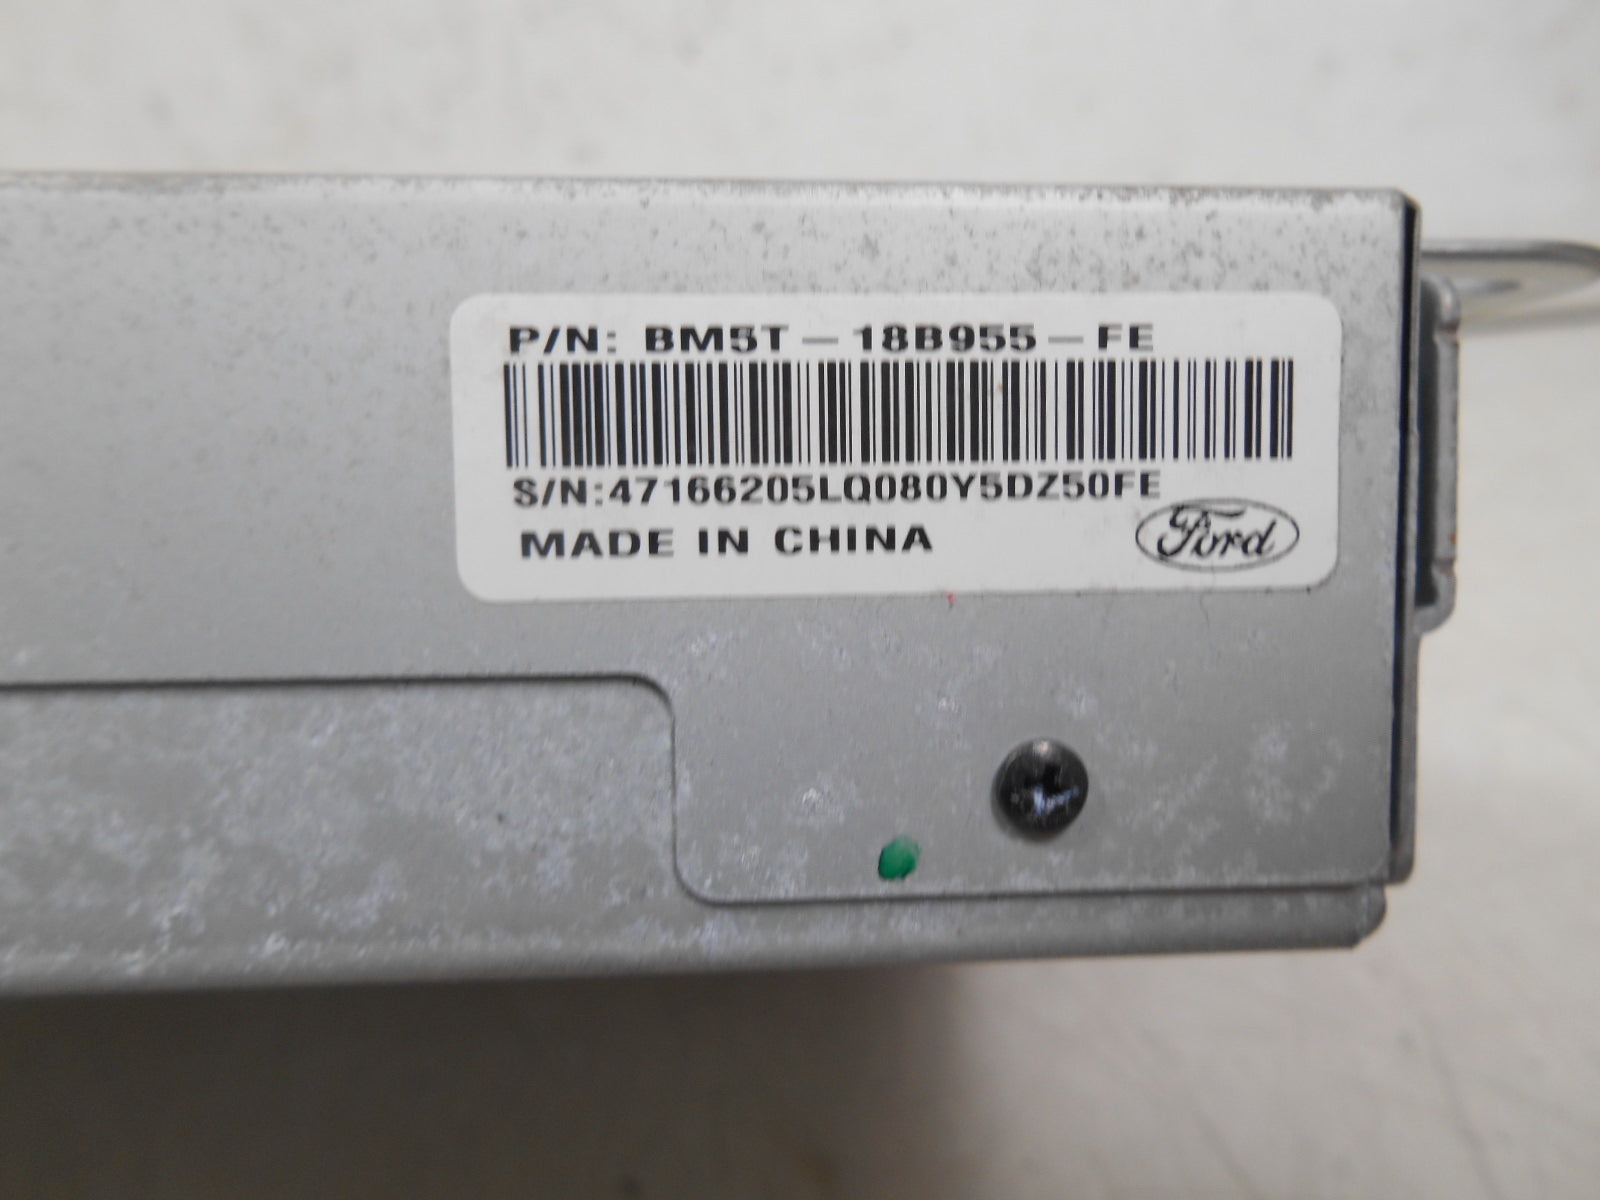 P/N: BM5T-18B955-FE
S/N:47166205LQ080Y5DZ50FE
MADE IN CHINA
Ford